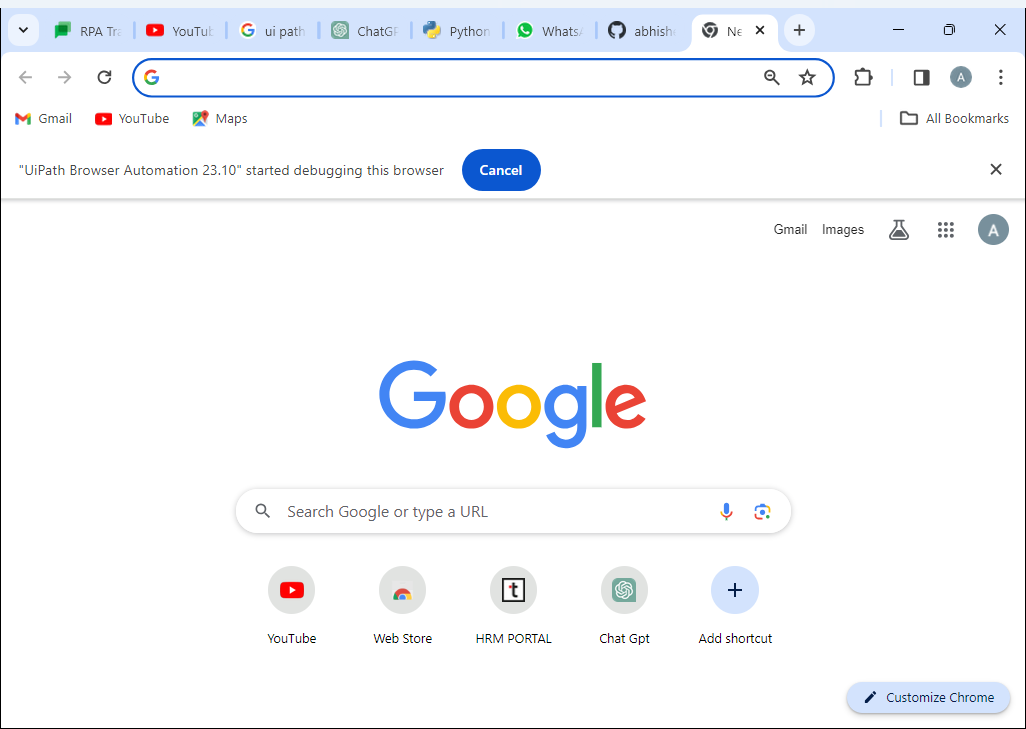 RPA Tra YouTub ui path ChatGP Python Whats abhishe Ne
A
Gmail YouTube Maps All Bookmarks
"UiPath Browser Automation 23.10" started debugging this browser Cancel
Gmail Images A
Google
Search Google or type a URL
YouTube Web Store HRM PORTAL Chat Gpt Add shortcut
Customize Chrome